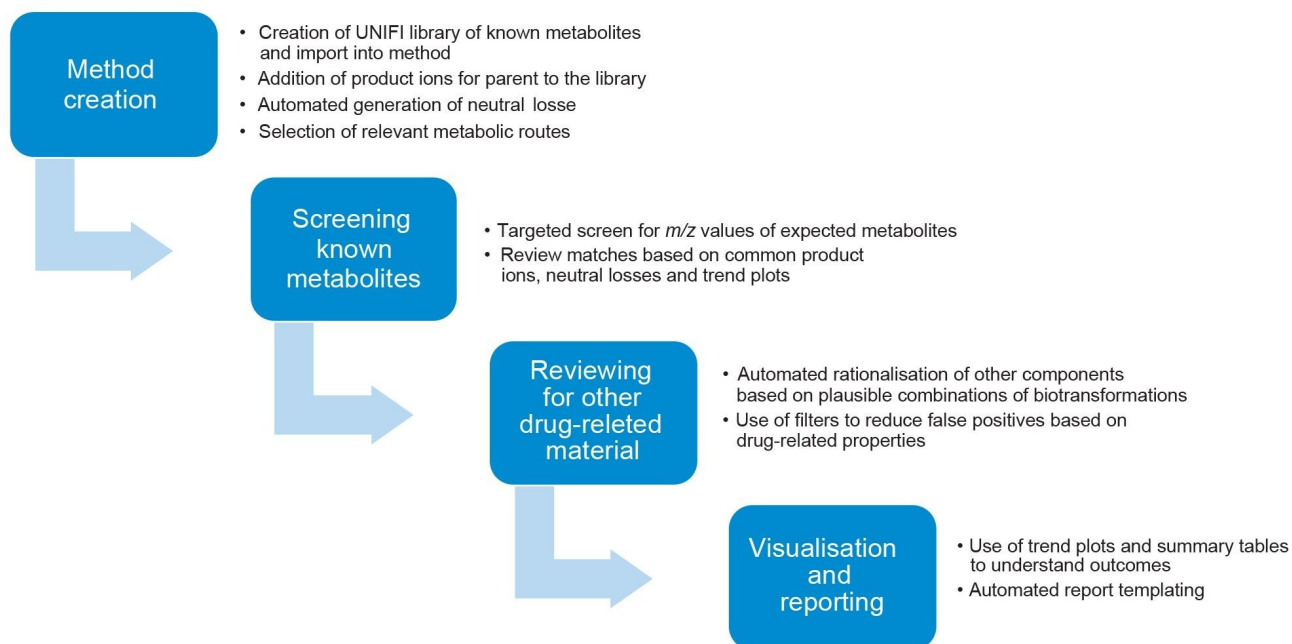 Method
creation
• Creation of UNIFI library of known metabolites
and import into method
• Addition of product ions for parent to the library
• Automated generation of neutral losse
• Selection of relevant metabolic routes
Screening
known
metabolites
• Targeted screen for m/z values of expected metabolites
• Review matches based on common product
ions, neutral losses and trend plots
Reviewing
for other
drug-releted
material
• Automated rationalisation of other components
based on plausible combinations of biotransformations
• Use of filters to reduce false positives based on
drug-related properties
Visualisation
and
reporting
• Use of trend plots and summary tables
to understand outcomes
• Automated report templating